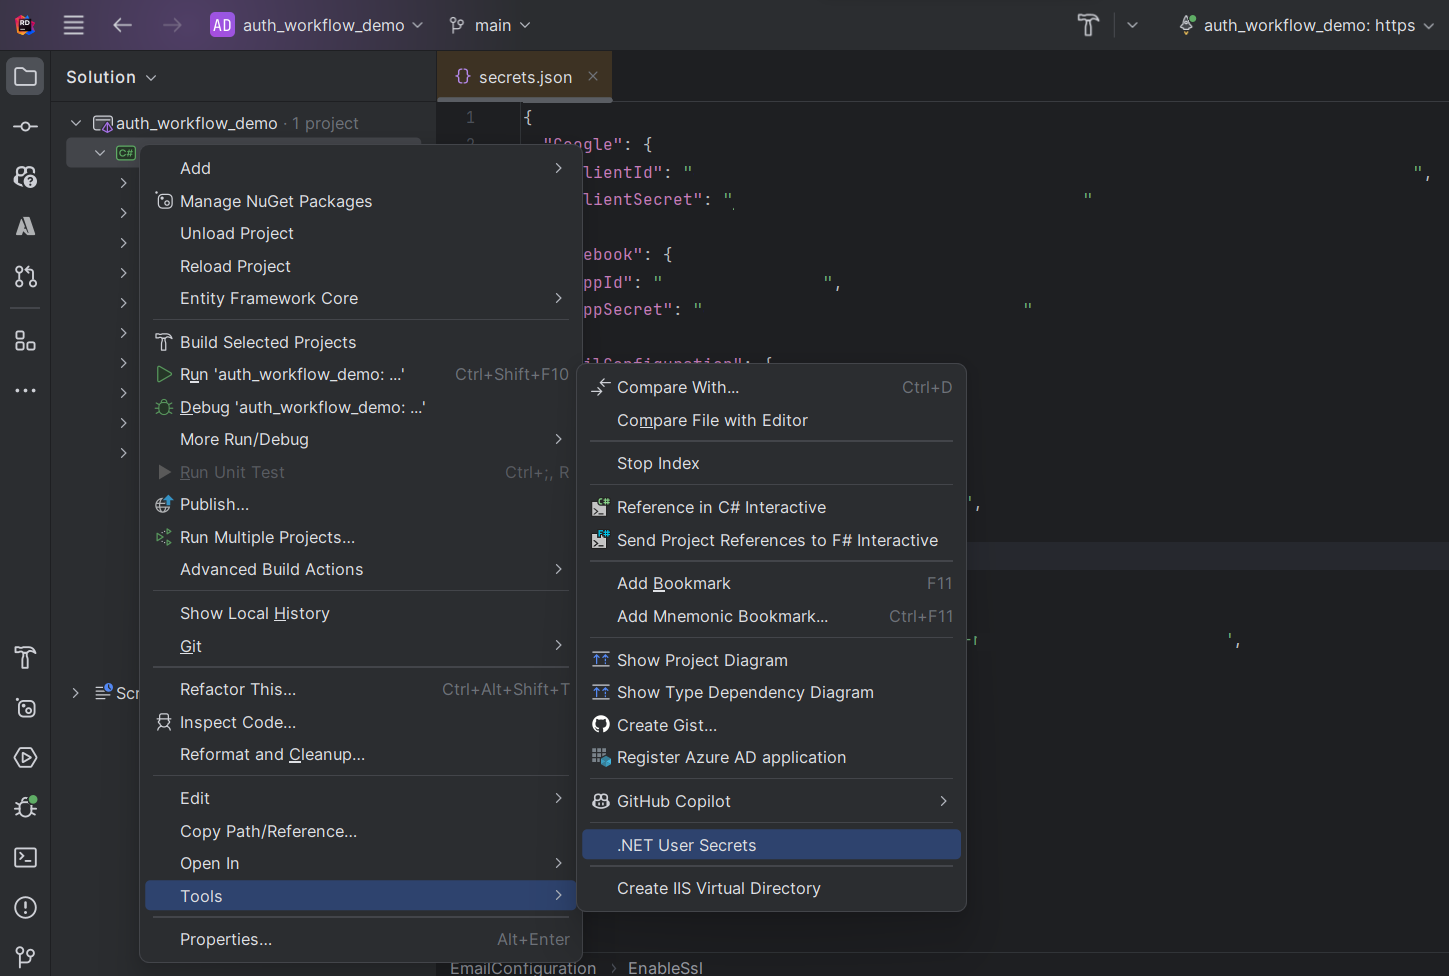 AD auth_workflow_demo main auth_workflow_demo: https
Solution
secrets.json
auth_workflow_demo · 1 project
1 {
2
": {
lientId": " ",
lientSecret": " "
ebook": {
ppId": " ",
ppSecret": " "
C#
Add
Manage NuGet Packages
Unload Project
Reload Project
Entity Framework Core
Build Selected Projects
Run 'auth_workflow_demo: ...' Ctrl+Shift+F10
Debug 'auth_workflow_demo: ...'
More Run/Debug
Run Unit Test Ctrl+;, R
Publish...
Run Multiple Projects...
Advanced Build Actions
Show Local History
Git
Refactor This... Ctrl+Alt+Shift+T
Inspect Code...
Reformat and Cleanup...
Edit
Copy Path/Reference...
Open In
Tools
Properties... Alt+Enter
Scr
Compare With... Ctrl+D
Compare File with Editor
Stop Index
Reference in C# Interactive
Send Project References to F# Interactive
Add Bookmark F11
Add Mnemonic Bookmark... Ctrl+F11
Show Project Diagram
Show Type Dependency Diagram
Create Gist...
Register Azure AD application
GitHub Copilot
.NET User Secrets
Create IIS Virtual Directory
EmailConfiguration > EnableSsl